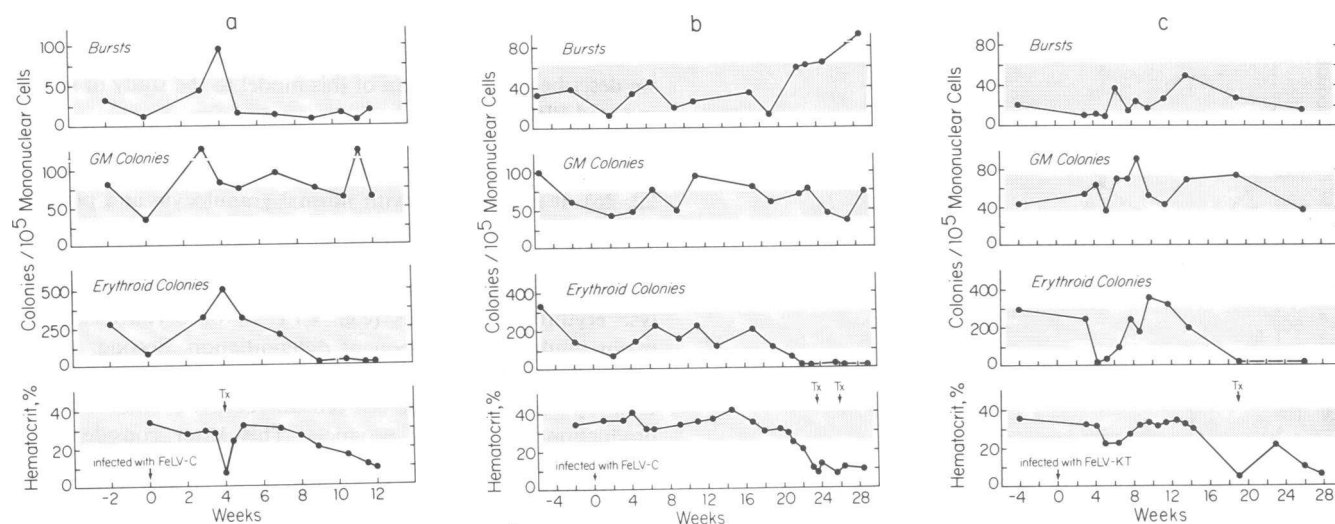 a
Bursts
100
50
0
GM Colonies
100
50
0
Erythroid Colonies
500
250
0
Tx
40
20
0
infected with FeLV-C
-2 0 2 4 6 8 10 12
Weeks
Colonies / 10⁵ Mononuclear Cells
Hematocrit, %
b
Bursts
80
40
0
GM Colonies
100
50
0
Erythroid Colonies
400
200
0
Tx Tx
40
20
0
infected with FeLV-C
-4 0 4 8 12 16 20 24 28
Weeks
Colonies / 10⁵ Mononuclear Cells
Hematocrit, %
c
Bursts
80
40
0
GM Colonies
80
40
0
Erythroid Colonies
400
200
0
Tx
40
20
0
infected with FeLV-KT
-4 0 4 8 12 16 20 24 28
Weeks
Colonies / 10⁵ Mononuclear Cells
Hematocrit, %